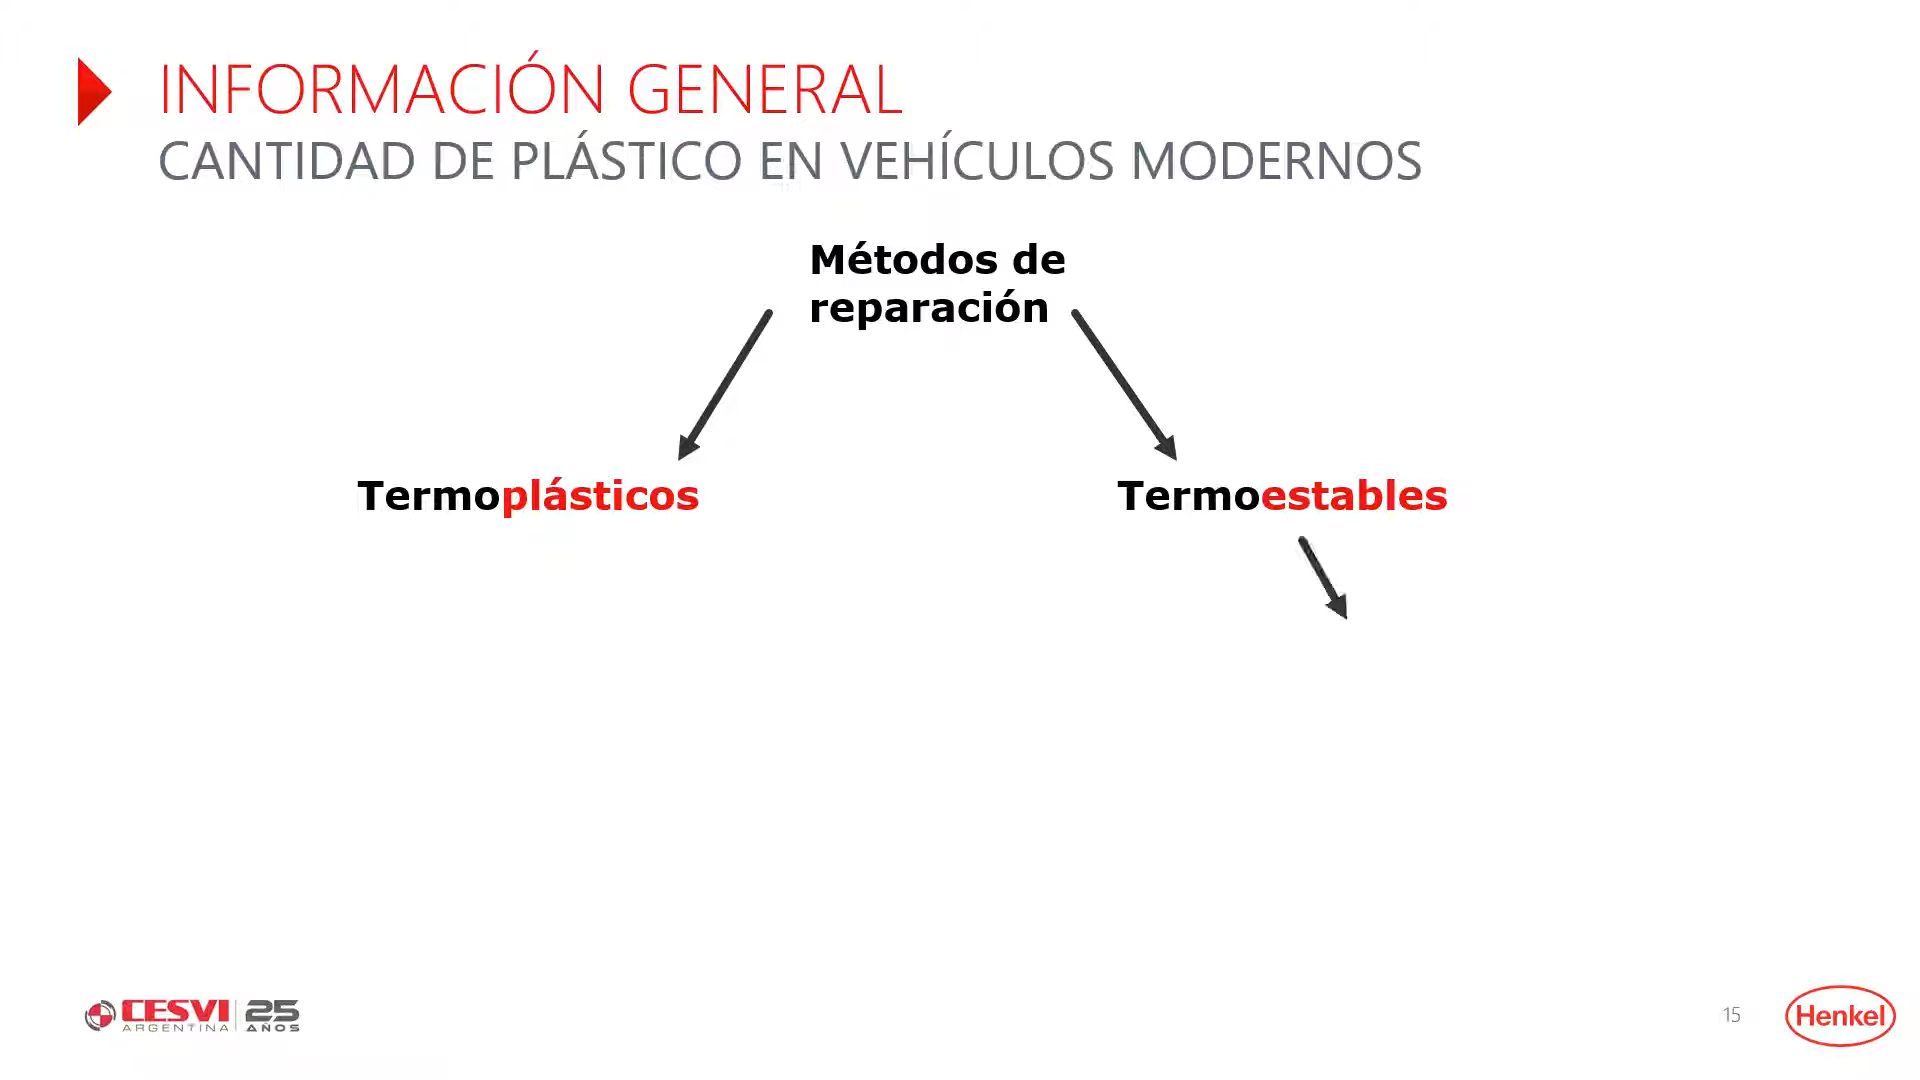 INFORMACIÓN GENERAL
CANTIDAD DE PLÁSTICO EN VEHÍCULOS MODERNOS
Métodos de
reparación
Termoplásticos
Termoestables
CESVI
ARGENTINA
25
AÑOS
15
Henkel